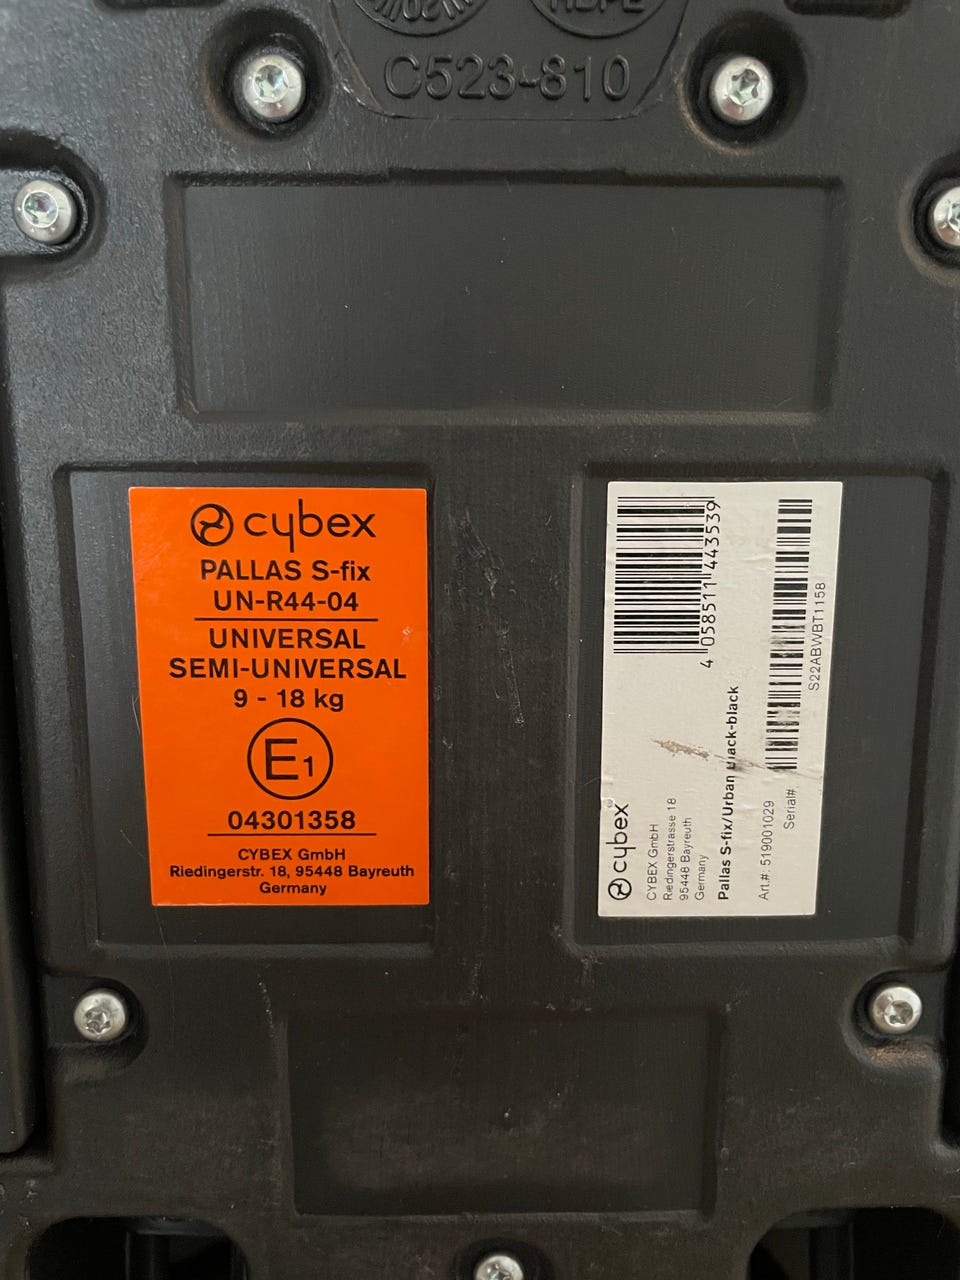 C523-810
cybex
PALLAS S-fix
UN-R44-04
UNIVERSAL
SEMI-UNIVERSAL
9 - 18 kg
E1
04301358
CYBEX GmbH
Riedingerstr. 18, 95448 Bayreuth
Germany
cybex
CYBEX GmbH
Riedingerstrasse 18
95448 Bayreuth
Germany
Pallas S-fix/Urban black-black
Art.#: 519001029
Serial#
4 058511 443539
S22ABWBT1158